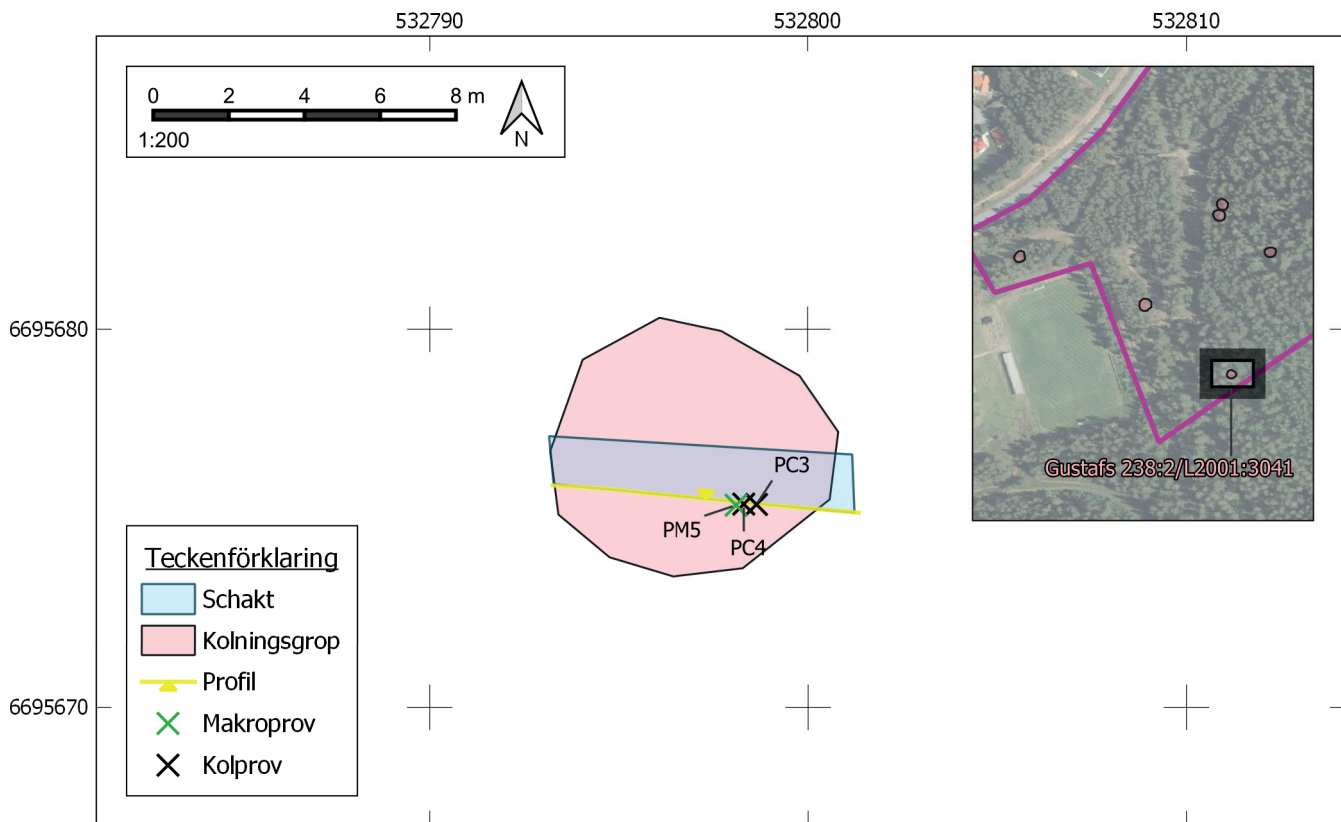 532790 532800 532810
0 2 4 6 8 m
1:200
N
6695680
Gustafs 238:2/L2001:3041
PC3
PM5
PC4
Teckenförklaring
Schakt
Kolningsgrop
Profil
Makroprov
Kolprov
6695670